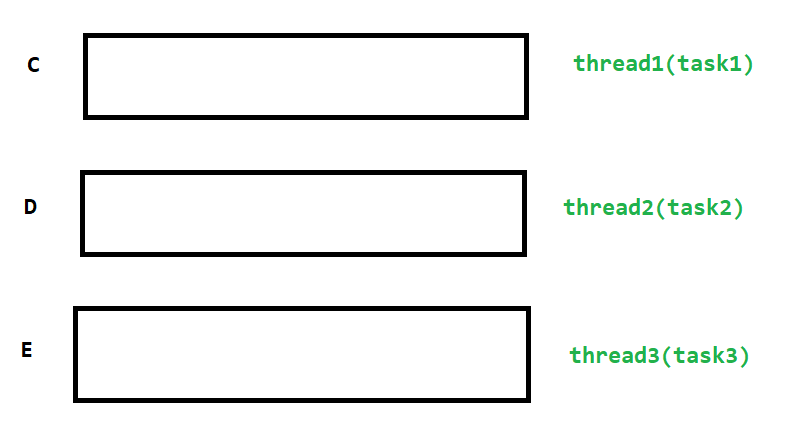 C thread1(task1)
D thread2(task2)
E thread3(task3)